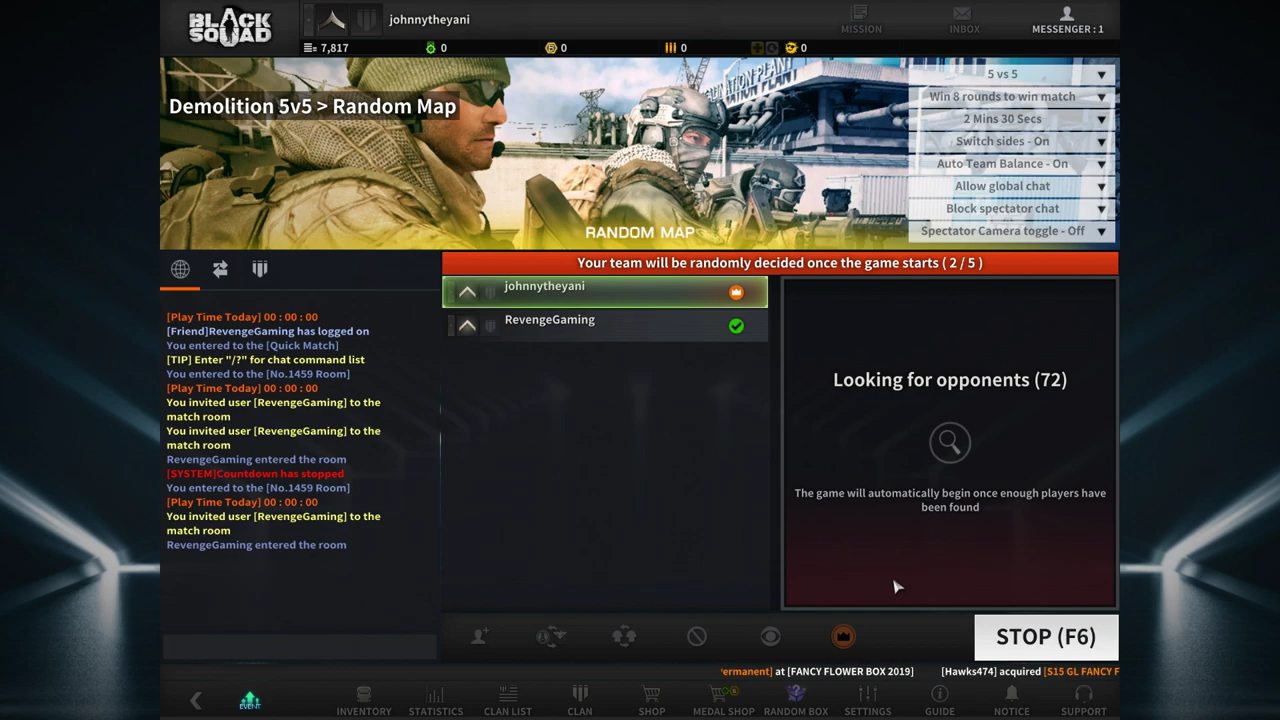 BLACK SQUAD
johnnytheyani
MISSION
INBOX
MESSENGER : 1
7,817
0
0
0
0
Demolition 5v5 > Random Map
RANDOM MAP
5 vs 5
Win 8 rounds to win match
2 Mins 30 Secs
Switch sides - On
Auto Team Balance - On
Allow global chat
Block spectator chat
Spectator Camera toggle - Off
Your team will be randomly decided once the game starts ( 2 / 5 )
johnnytheyani
RevengeGaming
[Play Time Today] 00 : 00 : 00
[Friend]RevengeGaming has logged on
You entered to the [Quick Match]
[TIP] Enter "/?" for chat command list
You entered to the [No.1459 Room]
[Play Time Today] 00 : 00 : 00
You invited user [RevengeGaming] to the
match room
You invited user [RevengeGaming] to the
match room
RevengeGaming entered the room
[SYSTEM]Countdown has stopped
You entered to the [No.1459 Room]
[Play Time Today] 00 : 00 : 00
You invited user [RevengeGaming] to the
match room
RevengeGaming entered the room
Looking for opponents (72)
The game will automatically begin once enough players have
been found
STOP (F6)
ermanent] at [FANCY FLOWER BOX 2019] [Hawks474] acquired [S15 GL FANCY F
EVENT
INVENTORY
STATISTICS
CLAN LIST
CLAN
SHOP
MEDAL SHOP
RANDOM BOX
SETTINGS
GUIDE
NOTICE
SUPPORT